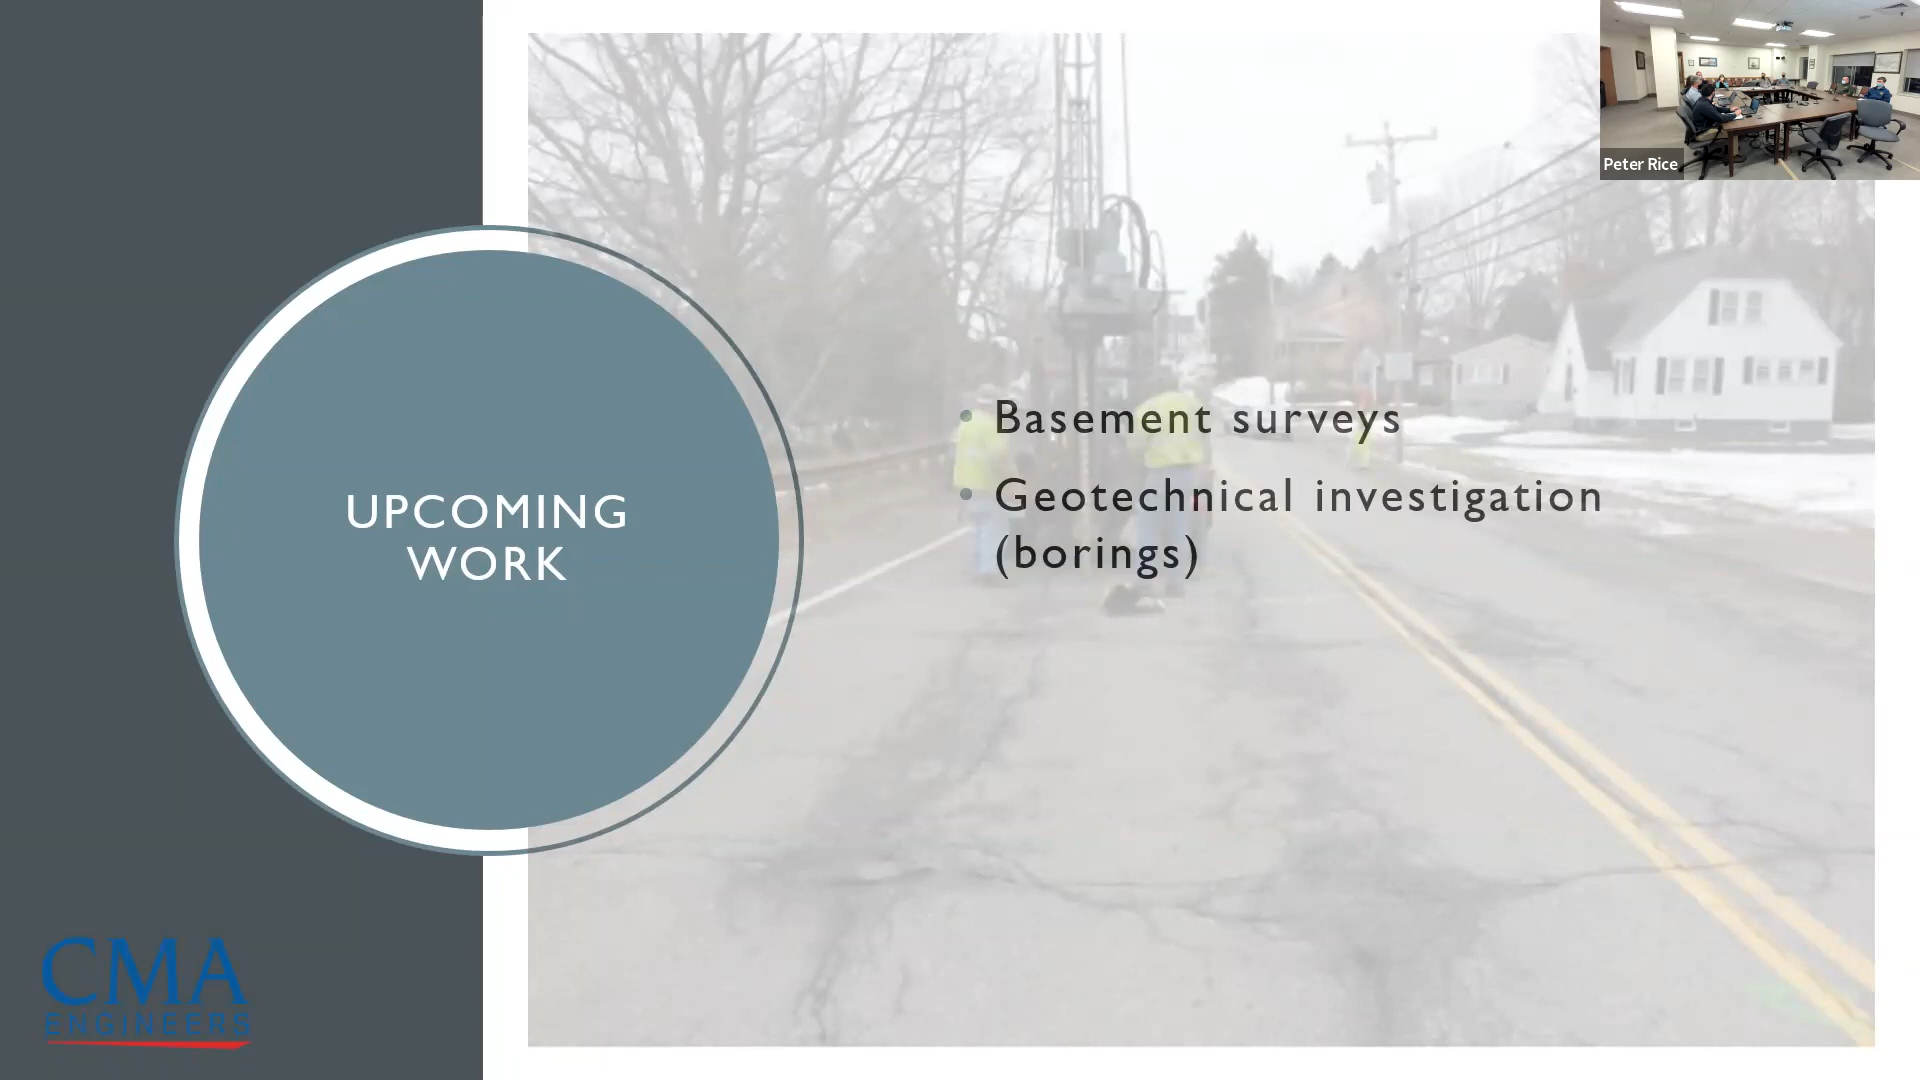 Peter Rice
UPCOMING
WORK
• Basement surveys
• Geotechnical investigation
(borings)
CMA
ENGINEERS